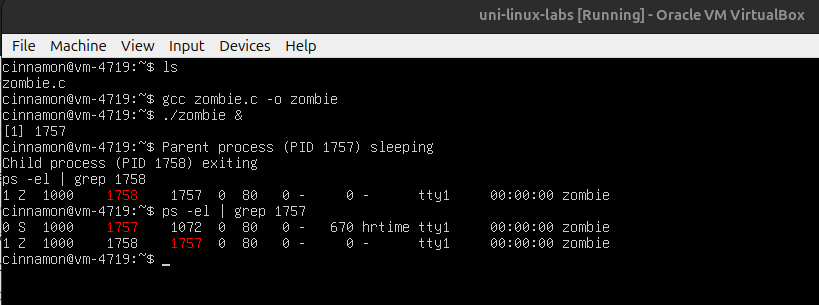 uni-linux-labs [Running] - Oracle VM VirtualBox
File Machine View Input Devices Help
cinnamon@vm-4719:~$ ls
zombie.c
cinnamon@vm-4719:~$ gcc zombie.c -o zombie
cinnamon@vm-4719:~$ ./zombie &
[1] 1757
cinnamon@vm-4719:~$ Parent process (PID 1757) sleeping
Child process (PID 1758) exiting
ps -el | grep 1758
1 Z  1000    1758    1757  0  80   0 -     0 -      tty1     00:00:00 zombie
cinnamon@vm-4719:~$ ps -el | grep 1757
0 S  1000    1757    1072  0  80   0 -   670 hrtime tty1     00:00:00 zombie
1 Z  1000    1758    1757  0  80   0 -     0 -      tty1     00:00:00 zombie
cinnamon@vm-4719:~$ _